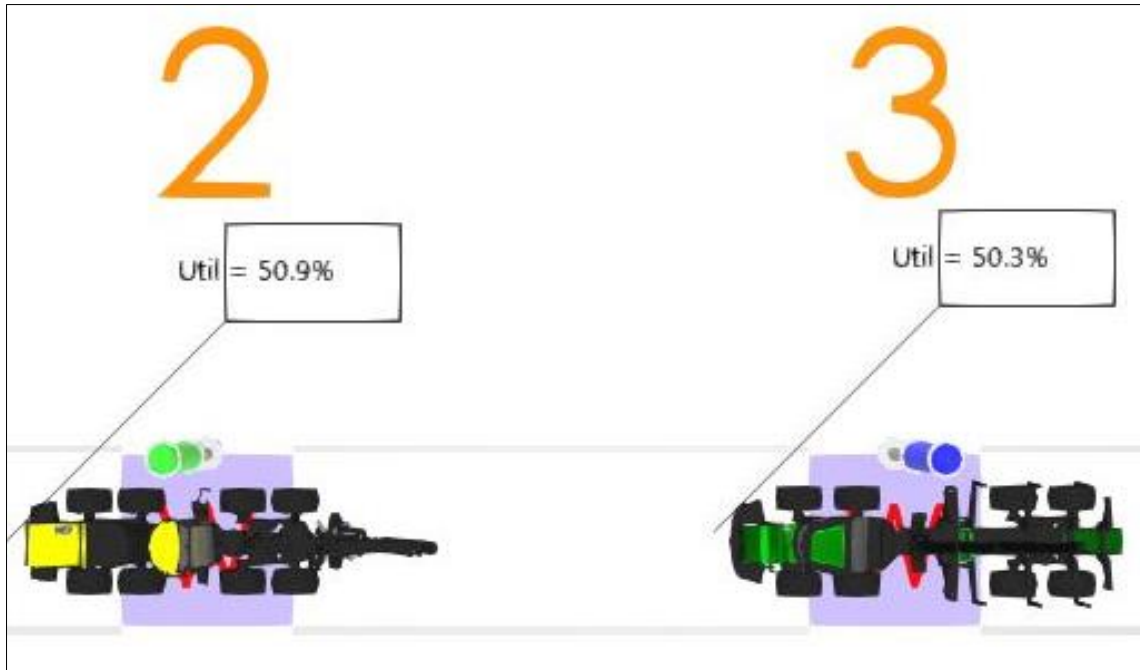 2
3
Util = 50.9%
Util = 50.3%